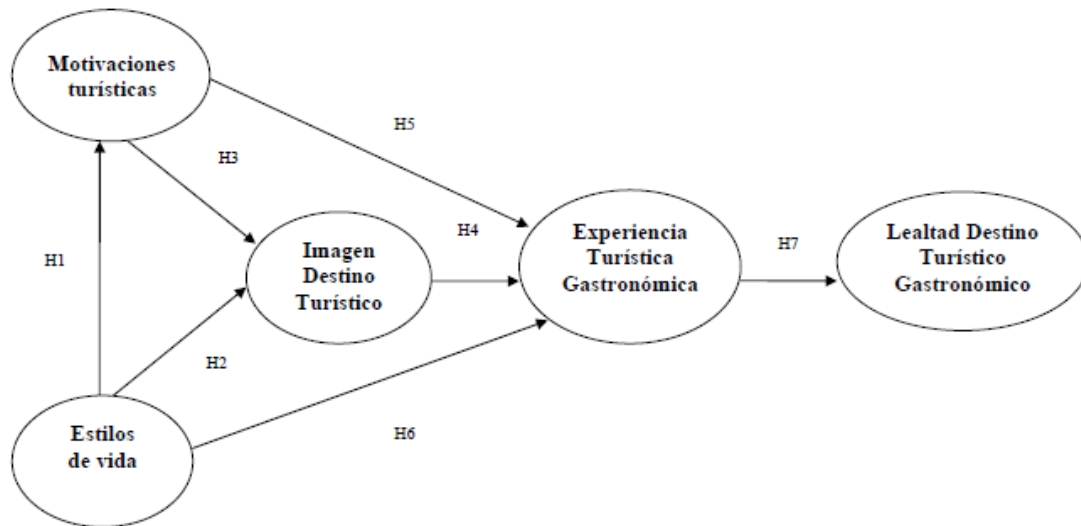 Motivaciones
turísticas
H5
H3
H1
Imagen
Destino
Turístico
H4
Experiencia
Turística
Gastronómica
H7
Lealtad Destino
Turístico
Gastronómico
H2
Estilos
de vida
H6